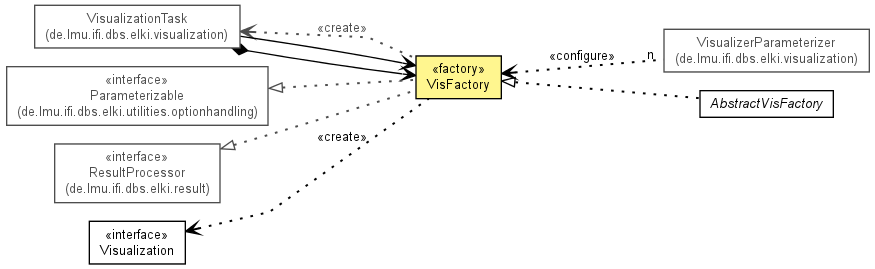 VisualizationTask
(de.lmu.ifi.dbs.elki.visualization)
«create»
«interface»
Parameterizable
(de.lmu.ifi.dbs.elki.utilities.optionhandling)
«factory»
VisFactory
«configure»
n
VisualizerParameterizer
(de.lmu.ifi.dbs.elki.visualization)
AbstractVisFactory
«create»
«interface»
ResultProcessor
(de.lmu.ifi.dbs.elki.result)
«interface»
Visualization